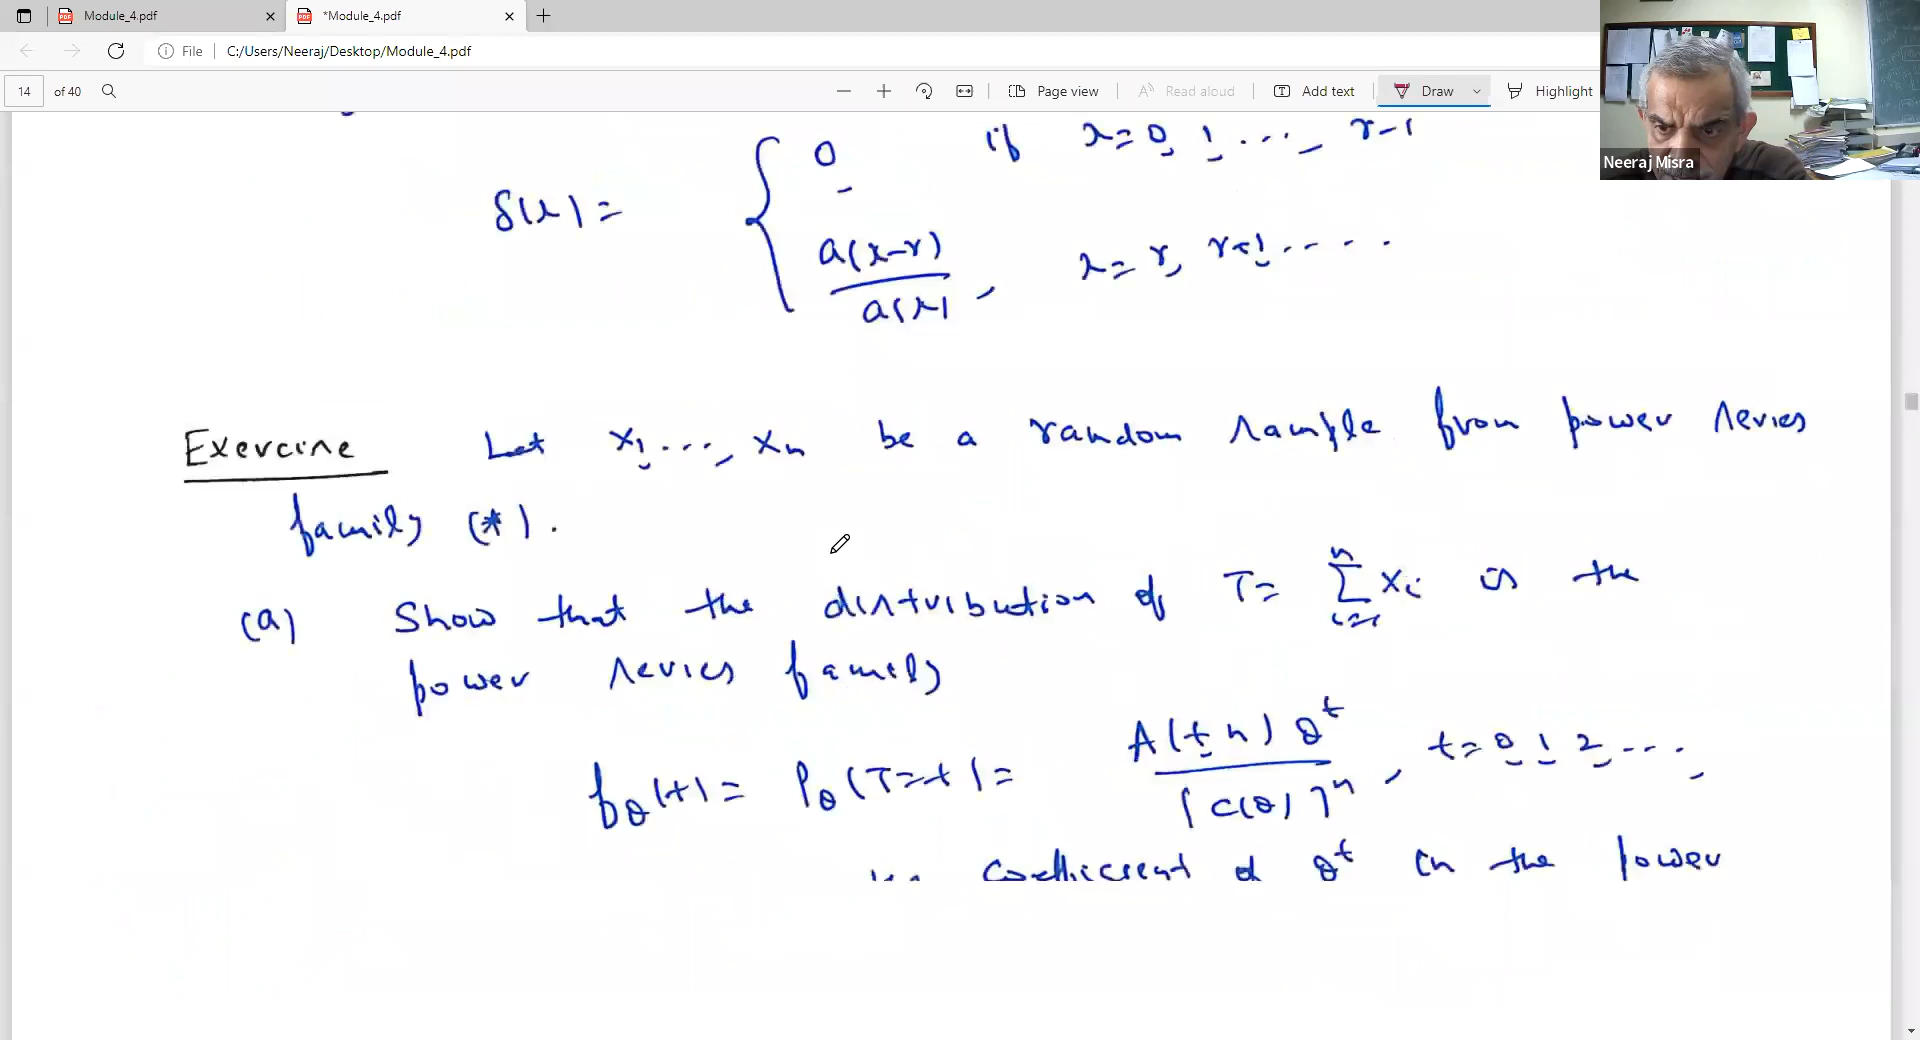 Module_4.pdf
*Module_4.pdf
File C:/Users/Neeraj/Desktop/Module_4.pdf
14 of 40 Page view Read aloud Add text Draw Highlight
Neeraj Misra
0 if x = 0, 1, ..., r-1
δ(x) =
a(x-r)/a(x), x = r, r+1, ....
Exercise Let X1, ..., Xn be a random sample from power series
family (*).
(a) Show that the distribution of T = Σ_{i=1}^{n} Xi is the
power series family
fθ(t) = Pθ(T=t) = A(t, n) θ^t / [C(θ)]^n, t = 0, 1, 2, ...,
coefficient of θ^t in the power